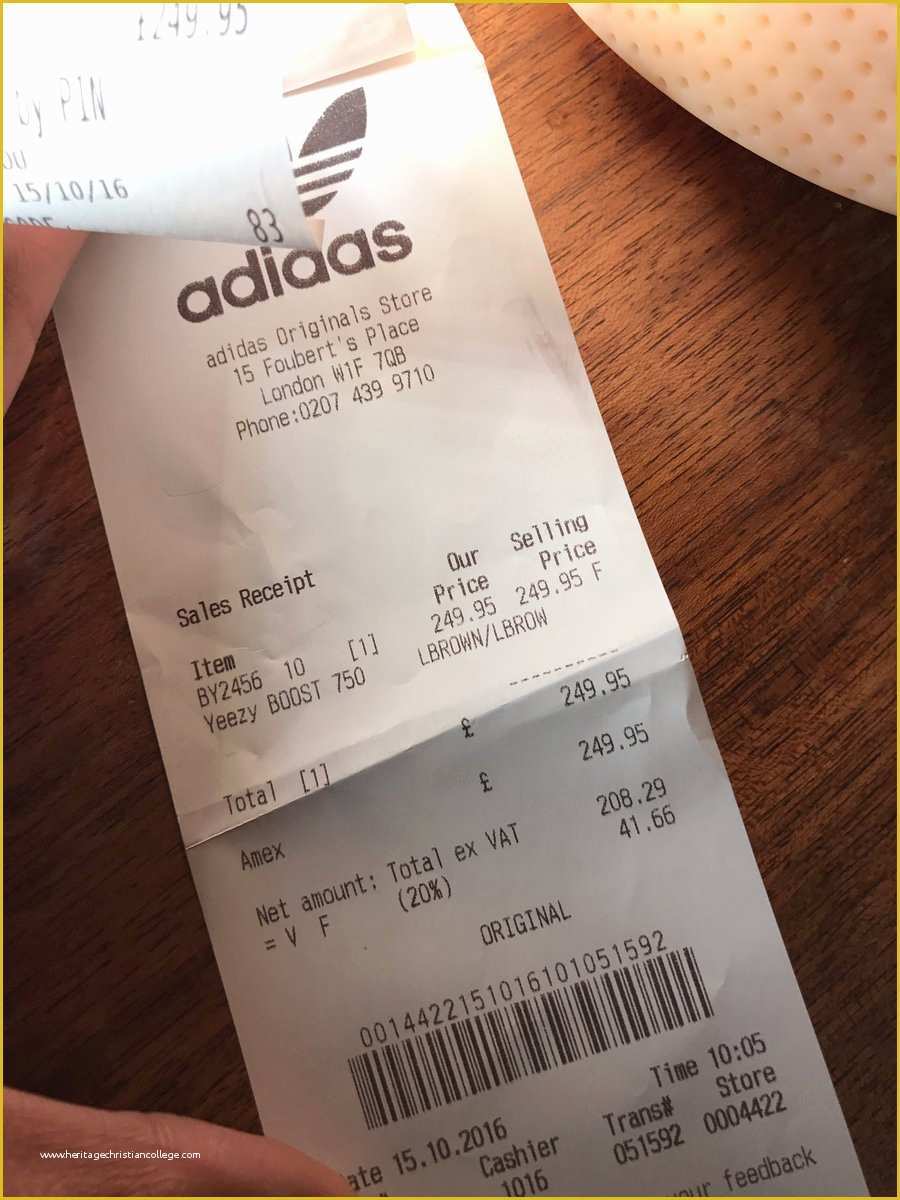 £249.95
by PIN
15/10/16
83
adidas
adidas Originals Store
15 Foubert's Place
London W1F 7QB
Phone:0207 439 9710
Our Selling
Sales Receipt Price Price
Item 249.95 249.95 F
BY2456 10 [1] LBROWN/LBROW
Yeezy BOOST 750
----------
Total [1] £ 249.95
Amex £ 249.95
Net amount: Total ex VAT 208.29
= V F (20%) 41.66
ORIGINAL
0014422151016101051592
Time 10:05
ate 15.10.2016
Cashier Trans# Store
1016 051592 0004422
your feedback
www.heritagechristiancollege.com